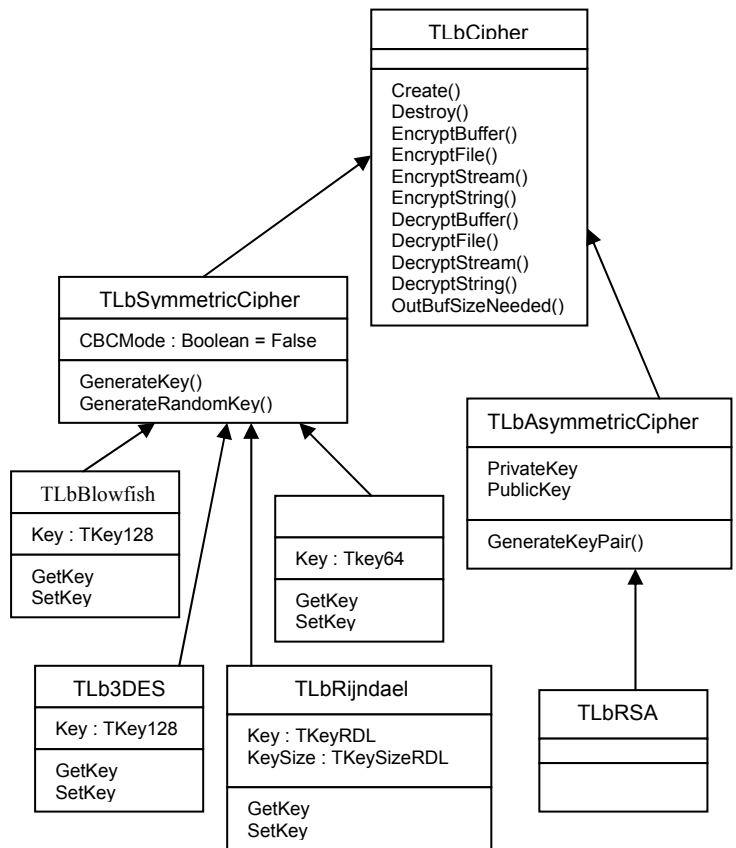 TLbCipher
Create()
Destroy()
EncryptBuffer()
EncryptFile()
EncryptStream()
EncryptString()
DecryptBuffer()
DecryptFile()
DecryptStream()
DecryptString()
OutBufSizeNeeded()
TLbSymmetricCipher
CBCMode : Boolean = False
GenerateKey()
GenerateRandomKey()
TLbAsymmetricCipher
PrivateKey
PublicKey
GenerateKeyPair()
TLbBlowfish
Key : TKey128
GetKey
SetKey
Key : Tkey64
GetKey
SetKey
TLb3DES
Key : TKey128
GetKey
SetKey
TLbRijndael
Key : TKeyRDL
KeySize : TKeySizeRDL
GetKey
SetKey
TLbRSA